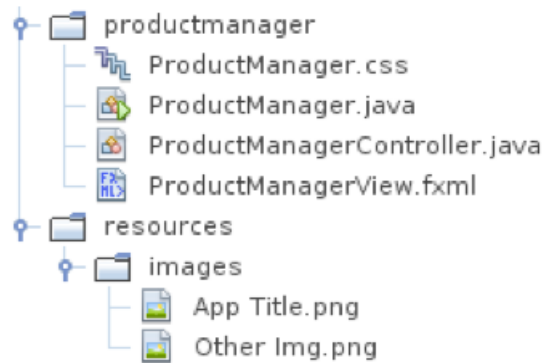 productmanager
ProductManager.css
ProductManager.java
ProductManagerController.java
ProductManagerView.fxml
resources
images
App Title.png
Other Img.png